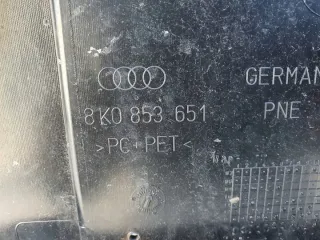 GERMAN
8K0 853 651
PNE
>PC+PET<